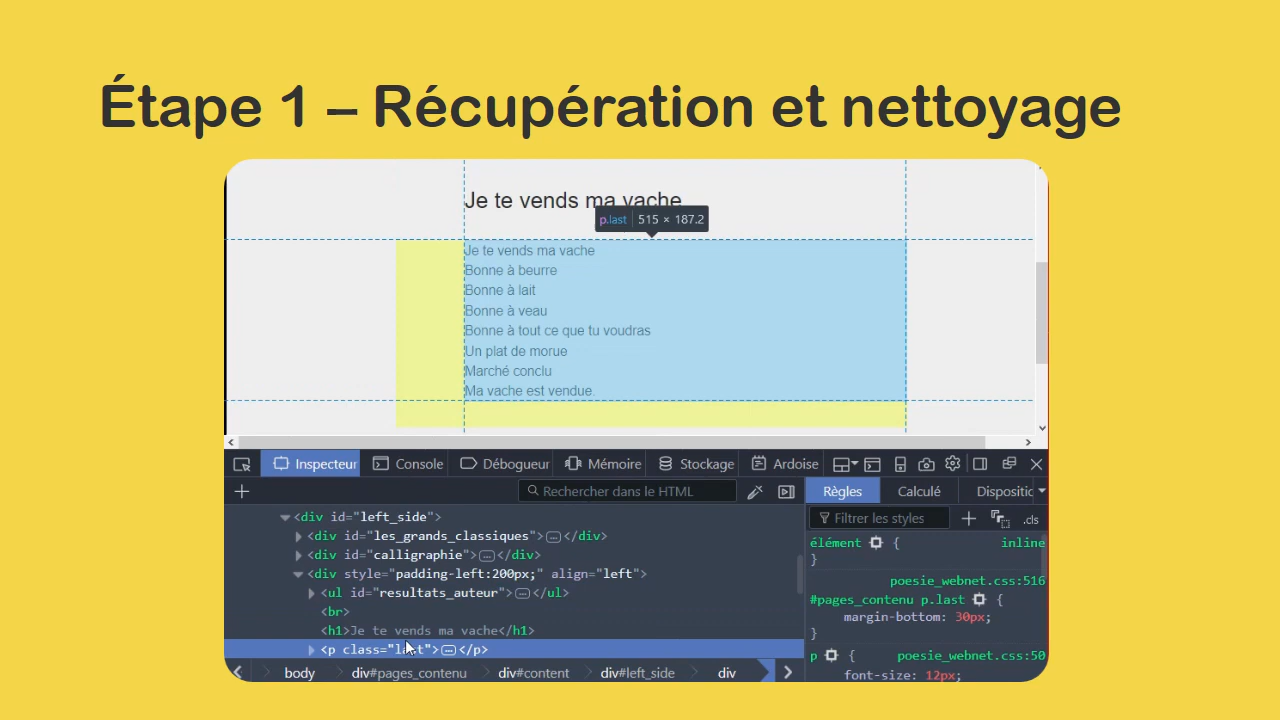 Étape 1 – Récupération et nettoyage
Je te vends ma vache
p.last 515 × 187.2
Je te vends ma vache
Bonne à beurre
Bonne à lait
Bonne à veau
Bonne à tout ce que tu voudras
Un plat de morue
Marché conclu
Ma vache est vendue.
Inspecteur Console Débogueur Mémoire Stockage Ardoise
Rechercher dans le HTML
Règles Calculé Dispositic
Filtrer les styles .cls
<div id="left_side">
<div id="les_grands_classiques"></div>
<div id="calligraphie"></div>
<div style="padding-left:200px;" align="left">
<ul id="resultats_auteur"></ul>
<br>
<h1>Je te vends ma vache</h1>
<p class="last"></p>
élément { inline
}
poesie_webnet.css:516
#pages_contenu p.last {
margin-bottom: 30px;
}
p { poesie_webnet.css:50
font-size: 12px;
body div#pages_contenu div#content div#left_side div